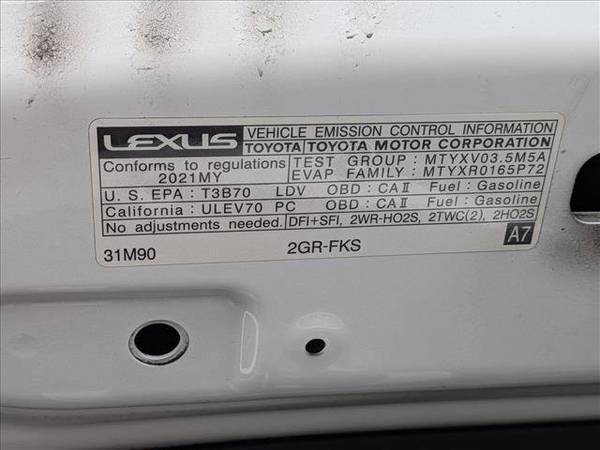 LEXUS VEHICLE EMISSION CONTROL INFORMATION
TOYOTA TOYOTA MOTOR CORPORATION
Conforms to regulations TEST GROUP : MTYXV03.5M5A
2021MY EVAP FAMILY : MTYXR0165P72
U. S. EPA : T3B70 LDV OBD : CAⅡ Fuel : Gasoline
California : ULEV70 PC OBD : CAⅡ Fuel : Gasoline
No adjustments needed. DFI+SFI, 2WR-HO2S, 2TWC(2), 2HO2S
31M90 2GR-FKS A7